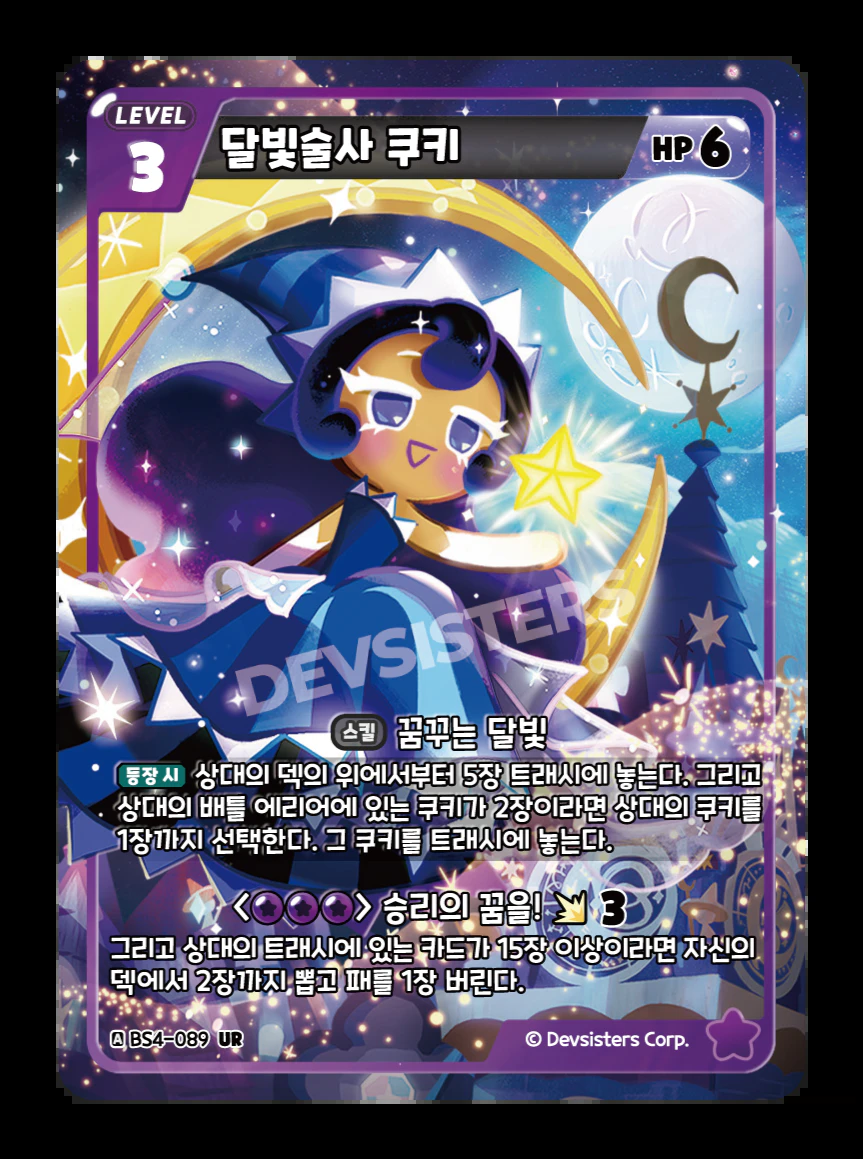 LEVEL
3
달빛술사 쿠키
HP 6
DEVSISTERS
스킬 꿈꾸는 달빛
등장 시 상대의 덱의 위에서부터 5장 트래시에 놓는다. 그리고
상대의 배틀 에리어에 있는 쿠키가 2장이라면 상대의 쿠키를
1장까지 선택한다. 그 쿠키를 트래시에 놓는다.
< > 승리의 꿈을! 3
그리고 상대의 트래시에 있는 카드가 15장 이상이라면 자신의
덱에서 2장까지 뽑고 패를 1장 버린다.
A BS4-089 UR
© Devsisters Corp.